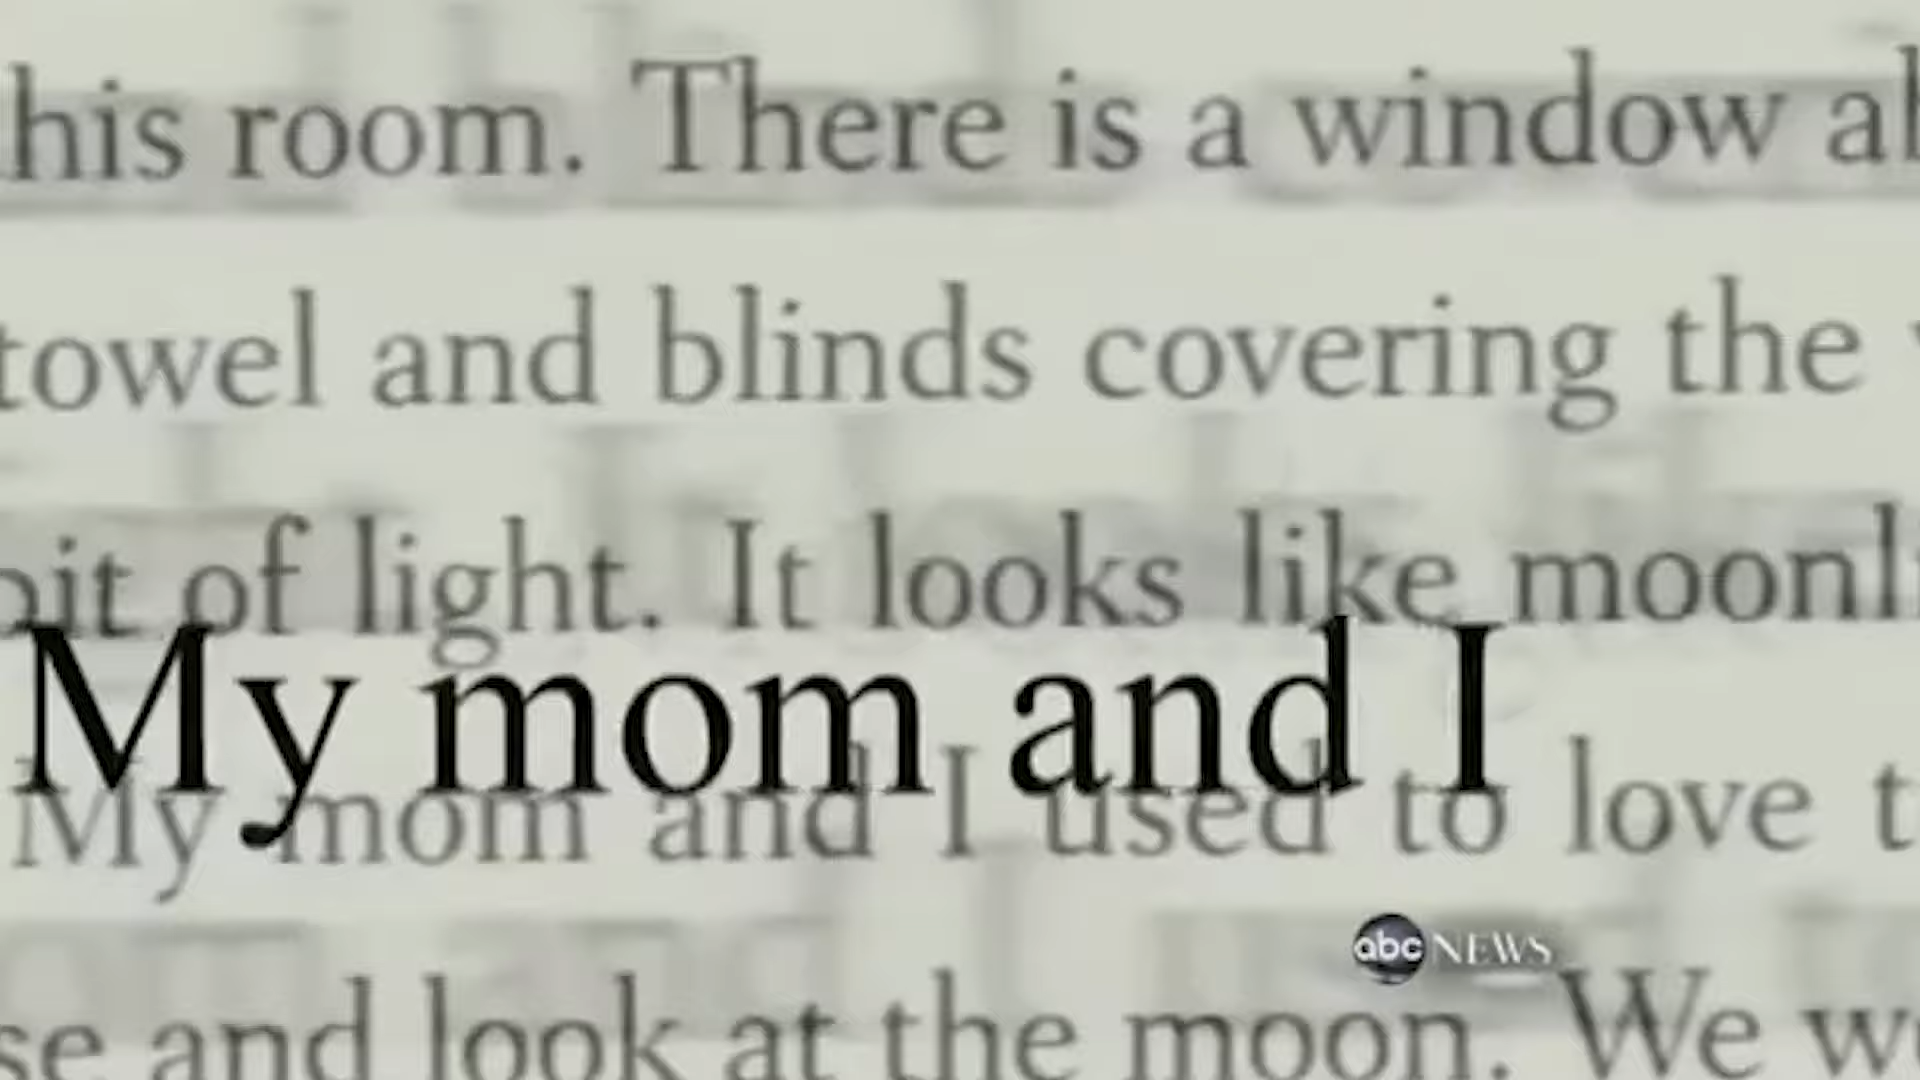 his room. There is a window
towel and blinds covering the
of light. It looks like
My mom and I
My mom and I used to love
and look at the moon. We
abc NEWS